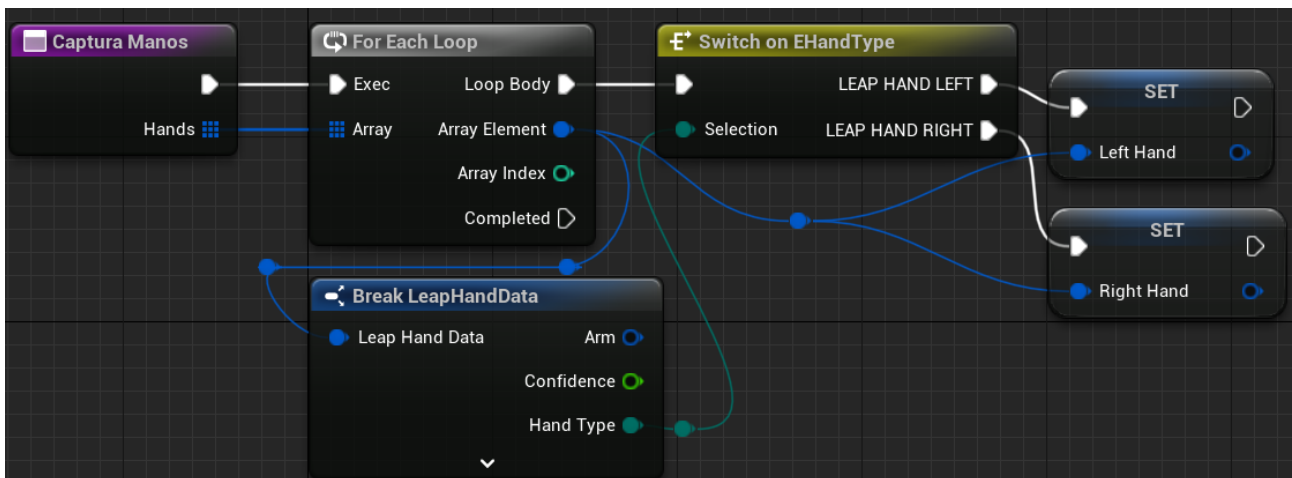 Captura Manos
Hands
For Each Loop
Exec
Loop Body
Array
Array Element
Array Index
Completed
Switch on EHandType
LEAP HAND LEFT
Selection
LEAP HAND RIGHT
SET
Left Hand
SET
Right Hand
Break LeapHandData
Leap Hand Data
Arm
Confidence
Hand Type